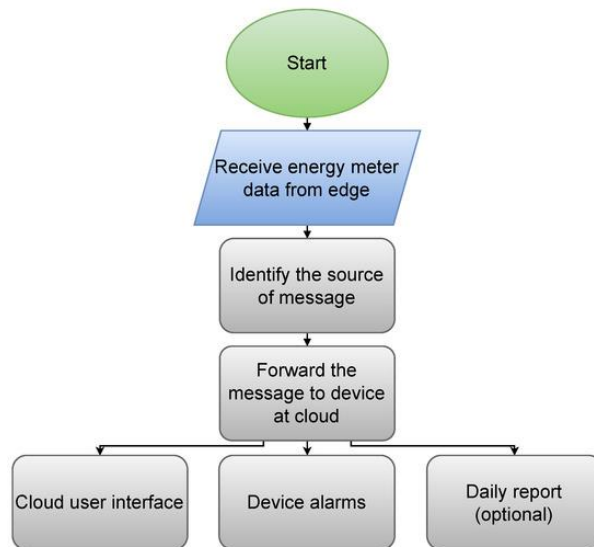 Start
Receive energy meter
data from edge
Identify the source
of message
Forward the
message to device
at cloud
Cloud user interface
Device alarms
Daily report
(optional)